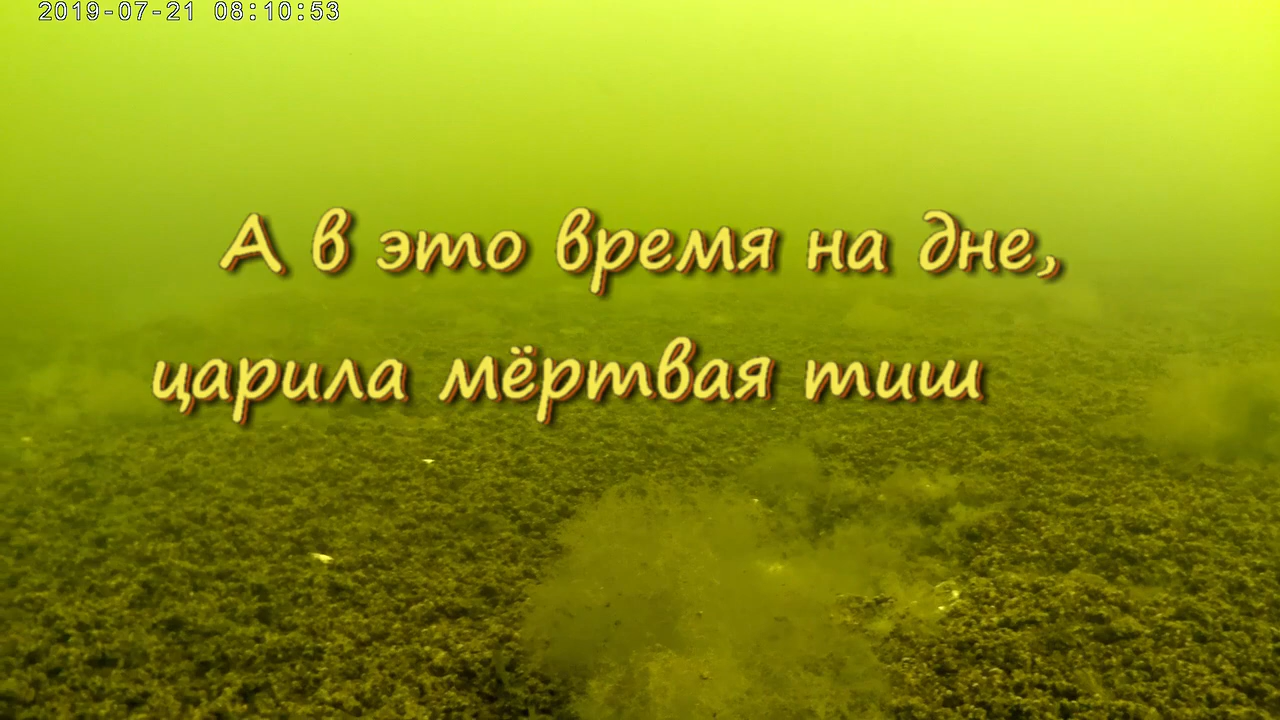 2019-07-21 08:10:53
А в это время на дне,
царила мёртвая тиш